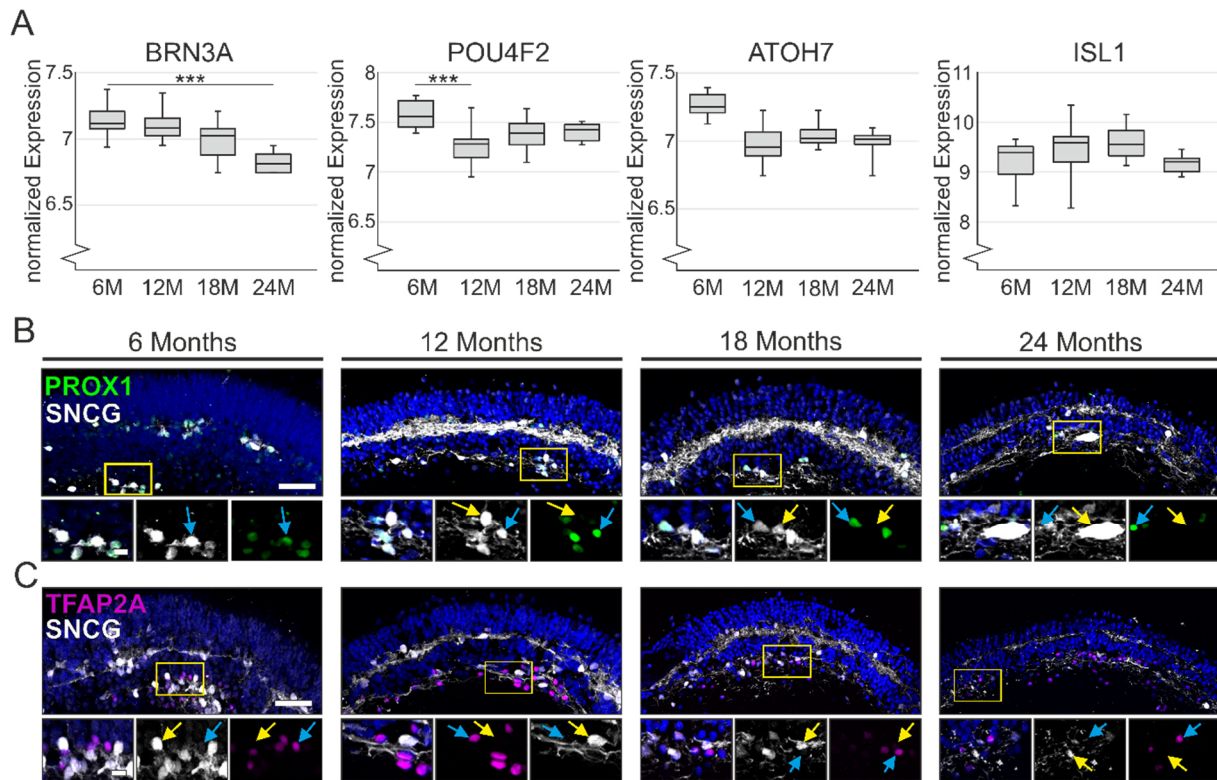 A
BRN3A
POU4F2
ATOH7
ISL1
normalized Expression
7.5
7
6.5
***
6M 12M 18M 24M
normalized Expression
8
7.5
7
6.5
***
6M 12M 18M 24M
normalized Expression
7.5
7
6.5
6M 12M 18M 24M
normalized Expression
11
10
9
8
6M 12M 18M 24M
B
6 Months
12 Months
18 Months
24 Months
PROX1
SNCG
C
TFAP2A
SNCG